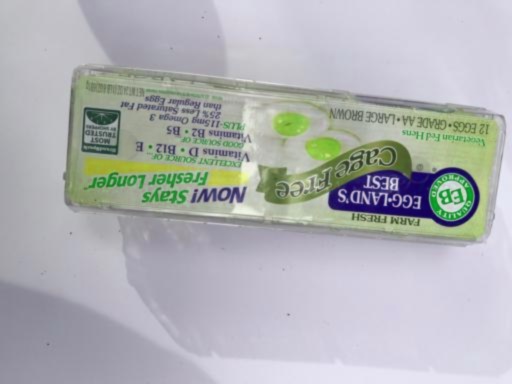 FARM FRESH
EGG-LAND'S
BEST
Cage Free
QUALITY
EB
APPROVED
NOW! Stays
Fresher Longer
EXCELLENT SOURCE OF:
Vitamins D • B12 • E
GOOD SOURCE OF
Vitamins B2 • B5
PLUS-115mg Omega 3
25% Less Saturated Fat
than Regular Eggs
MOST
TRUSTED
Vegetarian Fed Hens
12 EGGS • GRADE AA • LARGE BROWN